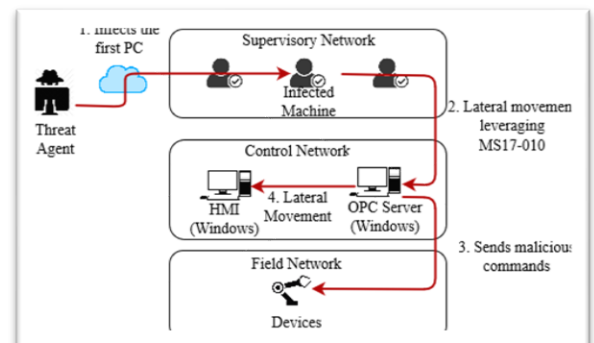 1. Infects the
first PC
Supervisory Network
Infected
Machine
Threat
Agent
2. Lateral movemen
leveraging
MS17-010
Control Network
4. Lateral
Movement
HMI
(Windows)
OPC Server
(Windows)
3. Sends malicious
commands
Field Network
Devices